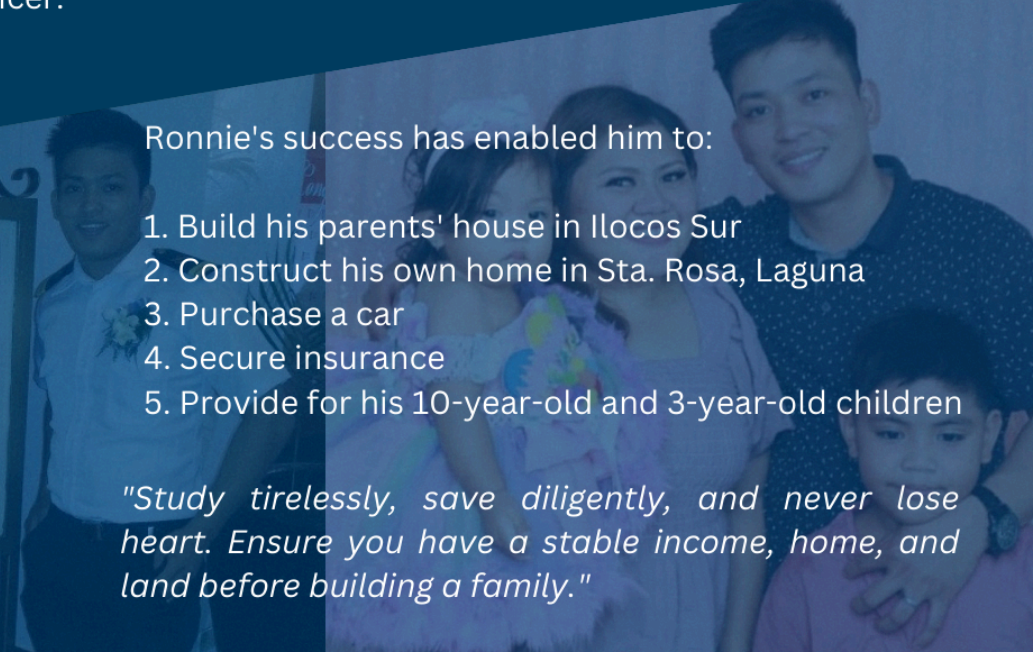 Ronnie's success has enabled him to:
1. Build his parents' house in Ilocos Sur
2. Construct his own home in Sta. Rosa, Laguna
3. Purchase a car
4. Secure insurance
5. Provide for his 10-year-old and 3-year-old children
"Study tirelessly, save diligently, and never lose
heart. Ensure you have a stable income, home, and
land before building a family."